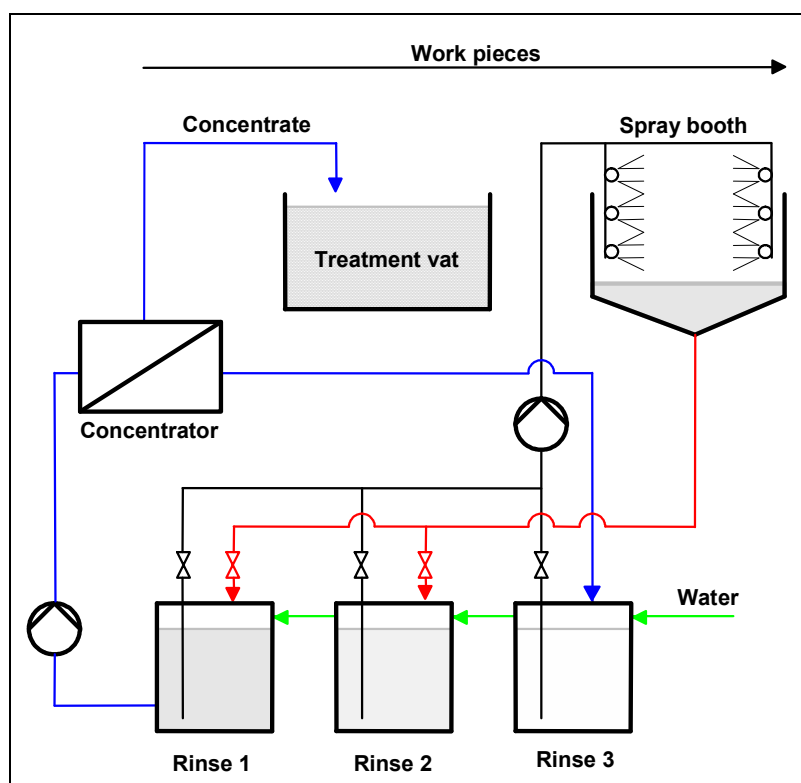 Work pieces
Concentrate
Spray booth
Treatment vat
Concentrator
Water
Rinse 1
Rinse 2
Rinse 3